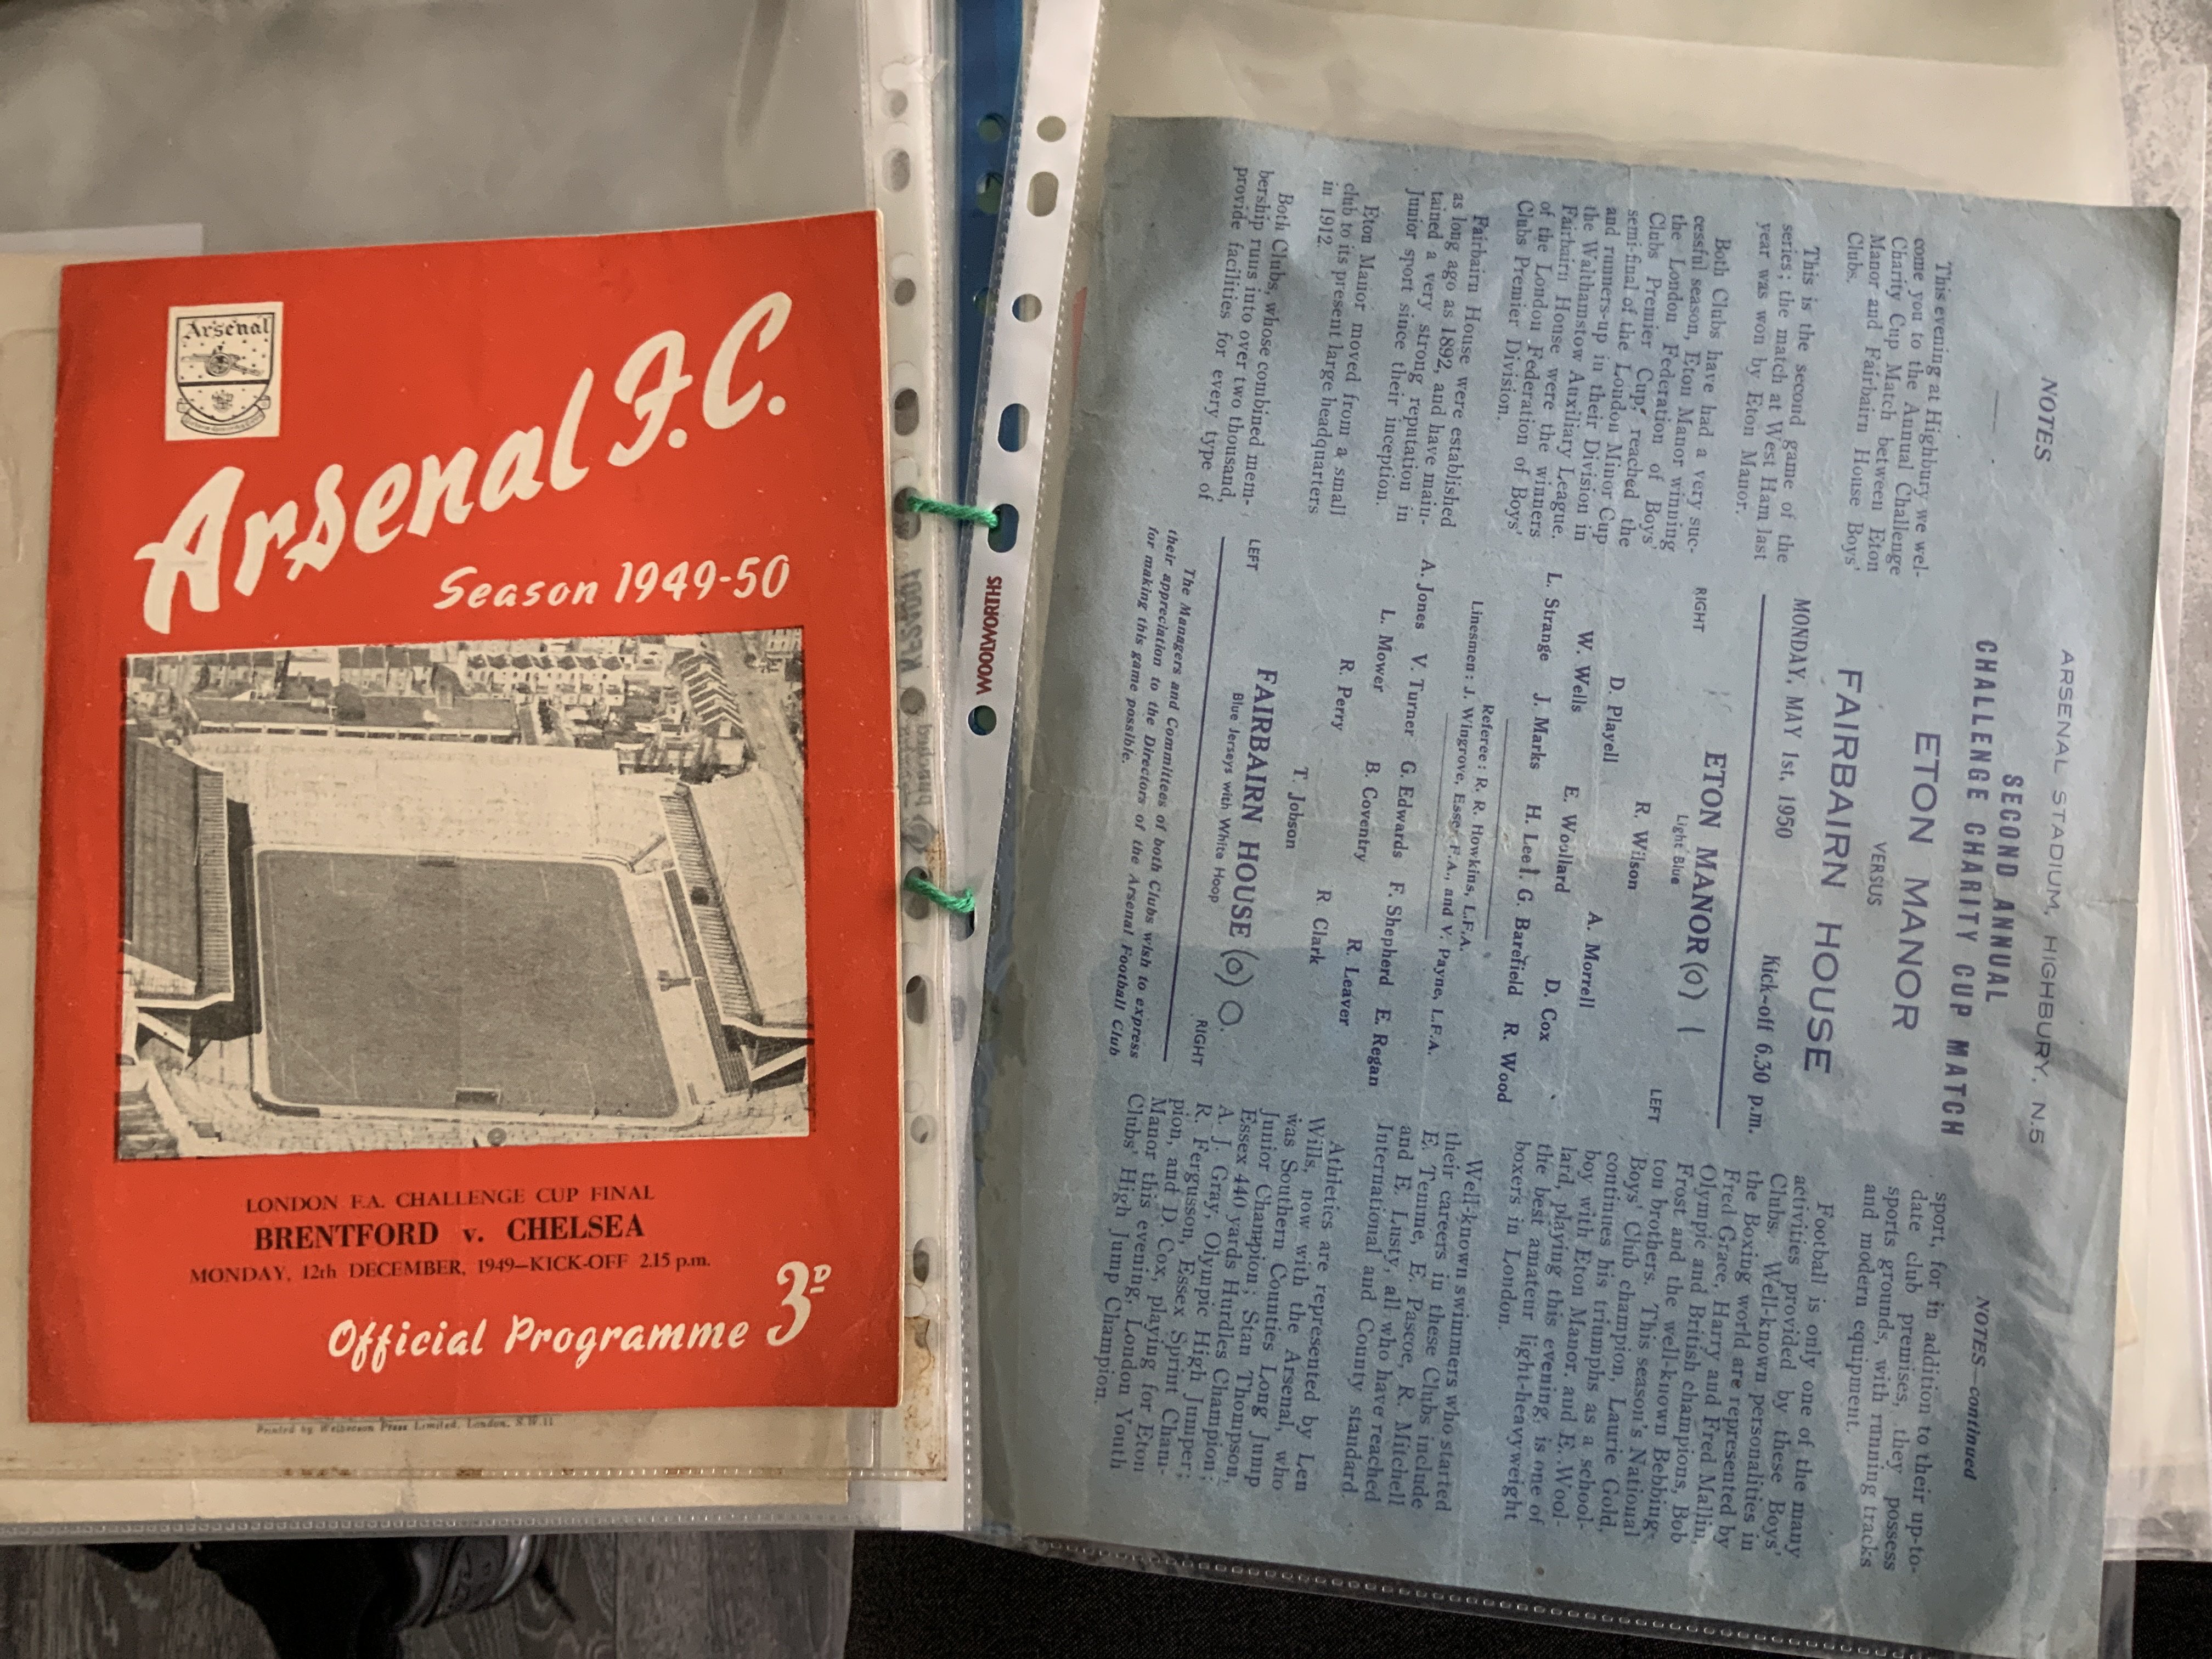 Arsenal
Arsenal F.C.
Season 1949-50
LONDON F.A. CHALLENGE CUP FINAL
BRENTFORD v. CHELSEA
MONDAY, 12th DECEMBER, 1949—KICK-OFF 2.15 p.m.
Official Programme 3D
Printed by Press Limited, London, S.W.11
WOOLWORTHS
ARSENAL STADIUM, HIGHBURY, N.5
SECOND ANNUAL
CHALLENGE CHARITY CUP MATCH
ETON MANOR
VERSUS
FAIRBAIRN HOUSE
MONDAY, MAY 1st, 1950 Kick-off 6.30 p.m.
RIGHT
ETON MANOR (0) 1
LEFT
Light Blue
R. Wilson
D. Playell A. Morrell
W. Wells E. Woullard D. Cox
L. Strange J. Marks H. Lee G. Barefield R. Wood
Referee: R. R. Howkins, L.F.A.
Linesmen: J. Wingrove, Essex F.A., and V. Payne, L.F.A.
A. Jones V. Turner G. Edwards F. Shepherd E. Regan
L. Mower B. Coventry R. Leaver
R. Perry R. Clark
T. Jobson
LEFT
FAIRBAIRN HOUSE (0) 0.
RIGHT
Blue Jerseys with White Hoop
The Managers and Committees of both Clubs wish to express
their appreciation to the Directors of the Arsenal Football Club
for making this game possible.
NOTES
This evening at Highbury we wel-
come you to the Annual Challenge
Charity Cup Match between Eton
Manor and Fairbairn House Boys'
Clubs.
This is the second game of the
series; the match at West Ham last
year was won by Eton Manor.
Both Clubs have had a very suc-
cessful season, Eton Manor winning
the London Federation of Boys'
Clubs Premier Cup, reached the
semi-final of the London Minor Cup
and runners-up in their Division in
the Walthamstow Auxiliary League.
Fairbairn House were the winners
of the London Federation of Boys'
Clubs Premier Division.
Fairbairn House were established
as long ago as 1892, and have main-
tained a very strong reputation in
Junior sport since their inception.
Eton Manor moved from a small
club to its present large headquarters
in 1912.
Both Clubs, whose combined mem-
bership runs into over two thousand,
provide facilities for every type of
NOTES—continued
sport, for in addition to their up-to-
date club premises, they possess
sports grounds, with running tracks
and modern equipment.
Football is only one of the many
activities provided by these Boys'
Clubs. Well-known personalities in
the Boxing world are represented by
Fred Grace, Harry and Fred Mallin,
Olympic and British champions, Bob
Frost and the well-known Bebbing-
ton brothers. This season's National
Boys' Club champion, Laurie Gold,
continues his triumphs as a school-
boy with Eton Manor, and E. Wool-
lard, playing this evening, is one of
the best amateur light-heavyweight
boxers in London.
Well-known swimmers who started
their careers in these Clubs include
E. Temme, E. Pascoe, R. Mitchell
and E. Lusty, all who have reached
International and County standard.
Athletics are represented by Len
Wills, now with the Arsenal, who
was Southern Counties Long Jump
Junior Champion; Stan Thompson,
Essex 440 yards Hurdles Champion;
A. J. Gray, Olympic High Jumper;
R. Fergusson, Essex Sprint Cham-
pion, and D. Cox, playing for Eton
Manor this evening, London Youth
Clubs' High Jump Champion.